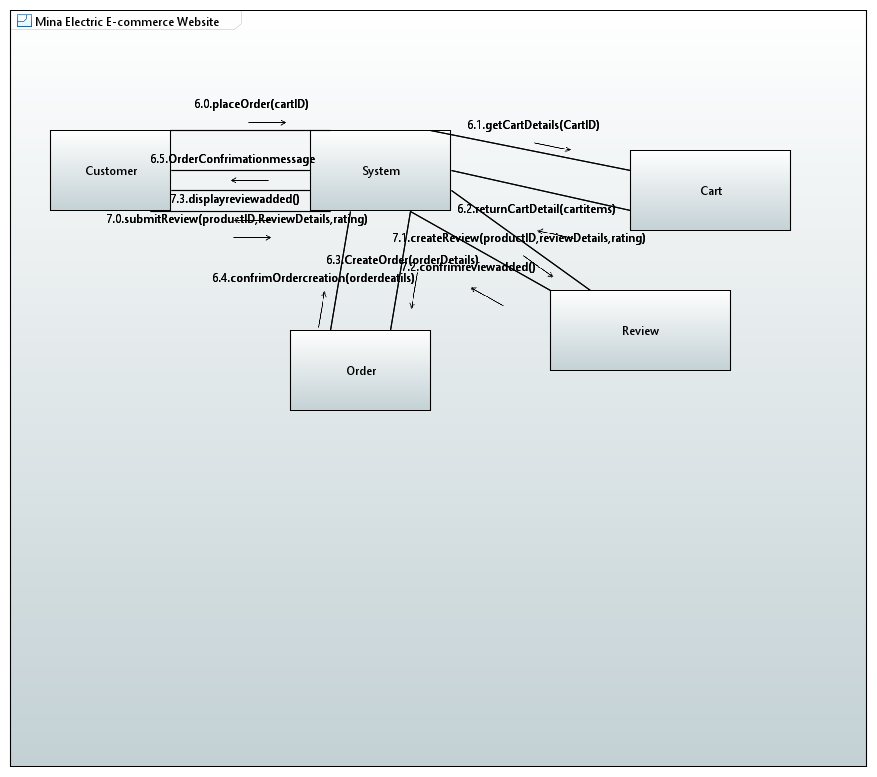 Mina Electric E-commerce Website
6.0.placeOrder(cartID)
6.1.getCartDetails(CartID)
6.5.OrderConfrimationmessage
Customer
System
Cart
7.3.displayreviewadded()
6.2.returnCartDetail(cartitems)
7.0.submitReview(productID,ReviewDetails,rating)
7.1.createReview(productID,reviewDetails,rating)
6.3.CreateOrder(orderDetails)
7.2.confrimreviewadded()
6.4.confrimOrdercreation(orderdeatils)
Review
Order